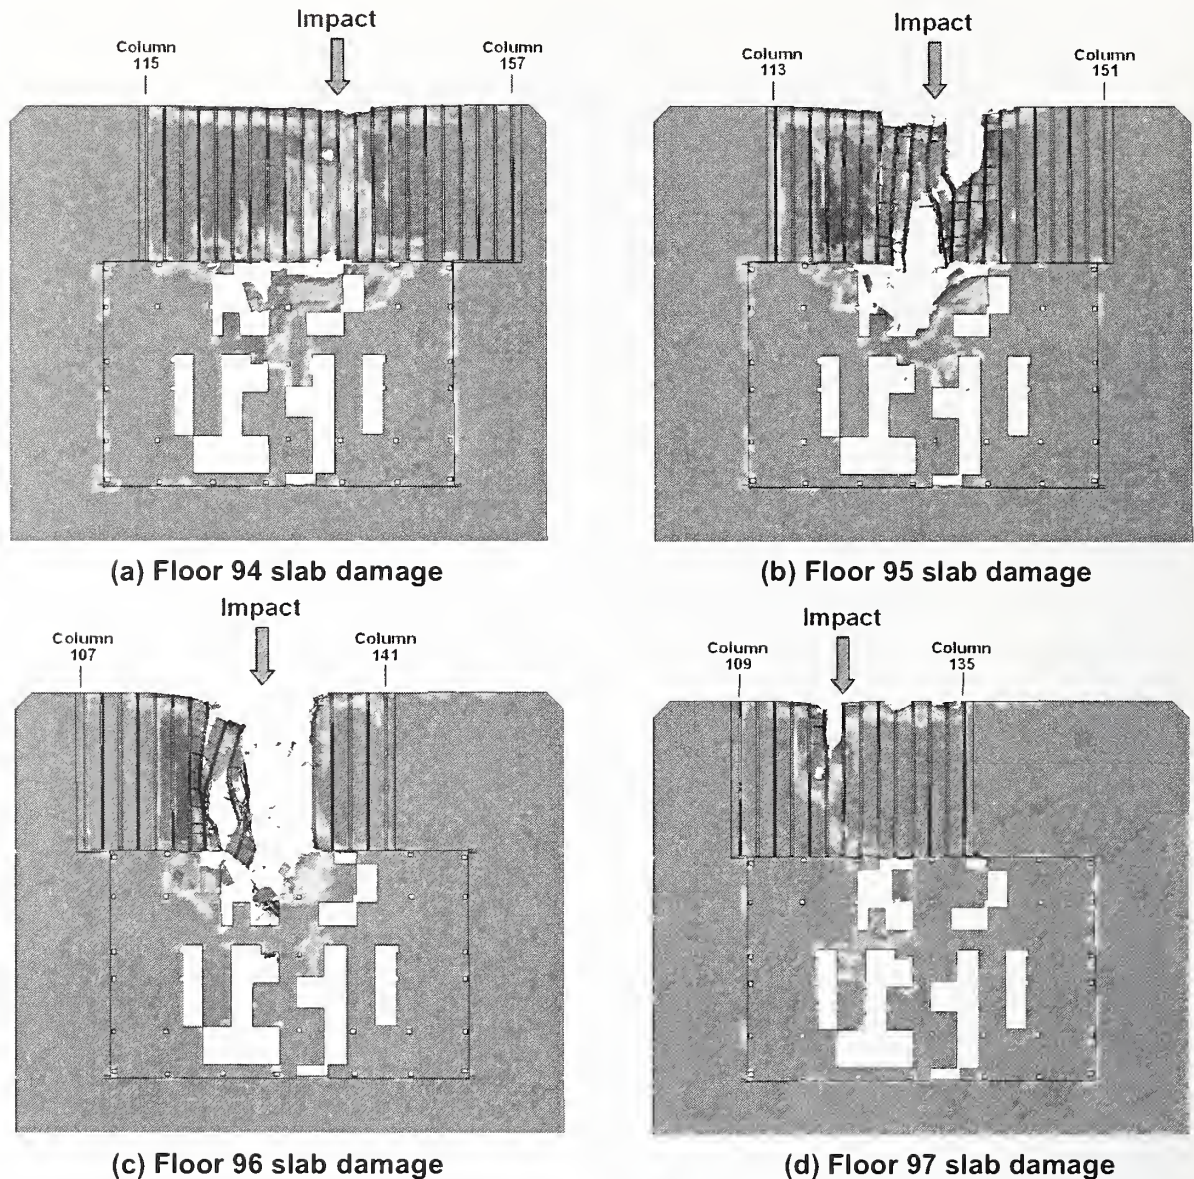 Impact
Column
115
Column
157
(a) Floor 94 slab damage
Impact
Column
113
Column
151
(b) Floor 95 slab damage
Impact
Column
107
Column
141
(c) Floor 96 slab damage
Impact
Column
109
Column
135
(d) Floor 97 slab damage